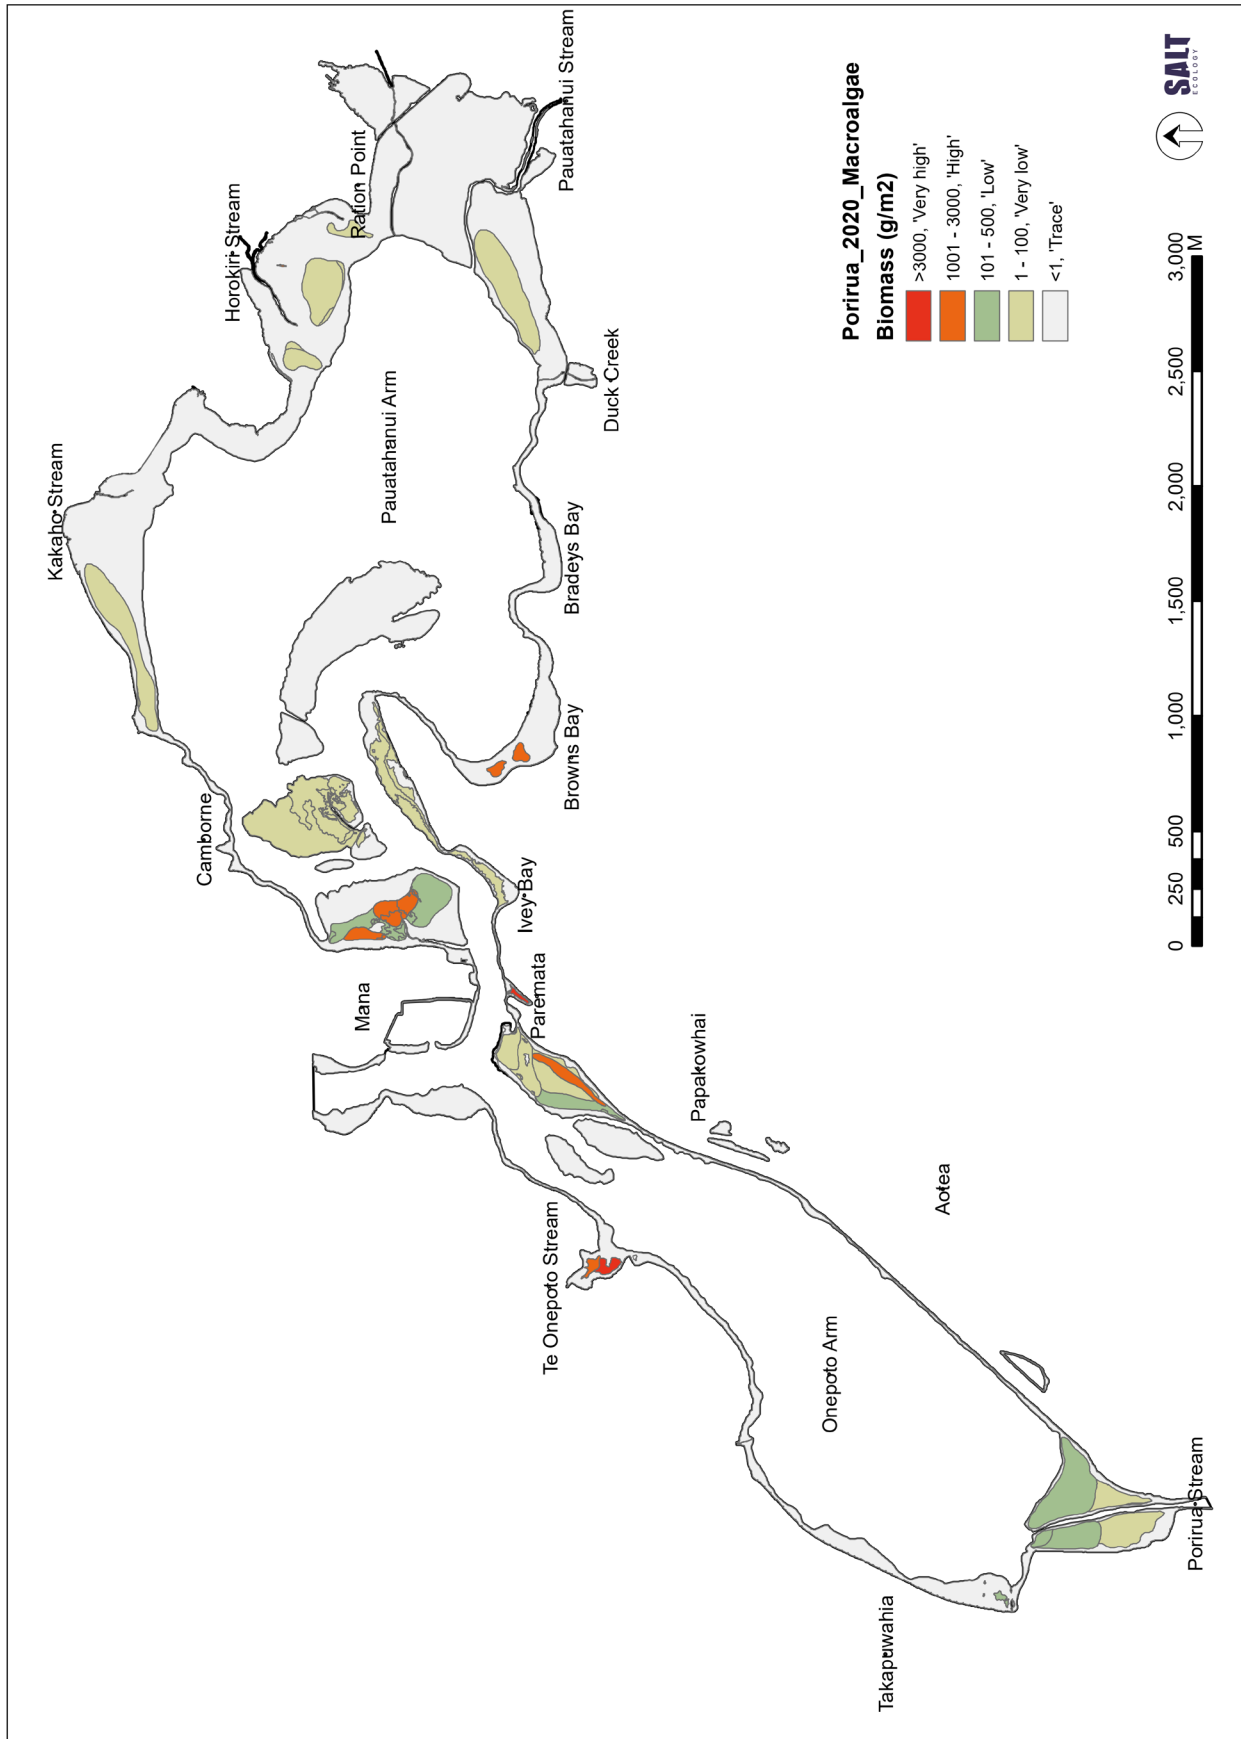 Kakaho Stream
Horokiri Stream
Ration Point
Pauatahanui Stream
Camborne
Pauatahanui Arm
Mana
Duck Creek
Bradeys Bay
Browns Bay
Ivey Bay
Paremata
Papakowhai
Te Onepoto Stream
Aotea
Onepoto Arm
Takapuwahia
Porirua Stream
Porirua_2020_Macroalgae
Biomass (g/m2)
>3000, 'Very high'
1001 - 3000, 'High'
101 - 500, 'Low'
1 - 100, 'Very low'
<1, 'Trace'
0 250 500 1,000 1,500 2,000 2,500 3,000
M
SALT
ECOLOGY